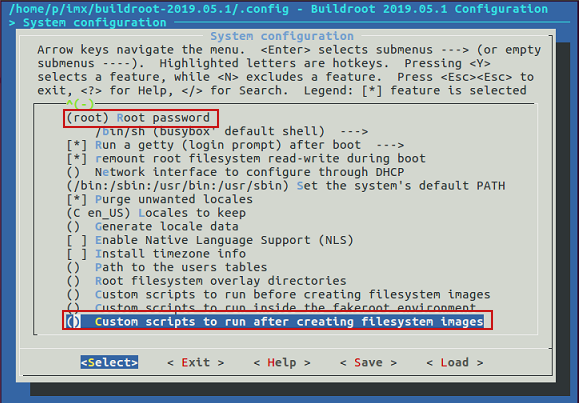 /home/p/imx/buildroot-2019.05.1/.config - Buildroot 2019.05.1 Configuration
> System configuration
System configuration
Arrow keys navigate the menu.  <Enter> selects submenus ---> (or empty
submenus ----).  Highlighted letters are hotkeys.  Pressing <Y>
selects a feature, while <N> excludes a feature.  Press <Esc><Esc> to
exit, <?> for Help, </> for Search.  Legend: [*] feature is selected
^(-)
(root) Root password
/bin/sh (busybox' default shell)  --->
[*] Run a getty (login prompt) after boot  --->
[*] remount root filesystem read-write during boot
()  Network interface to configure through DHCP
(/bin:/sbin:/usr/bin:/usr/sbin) Set the system's default PATH
[*] Purge unwanted locales
(C en_US) Locales to keep
()  Generate locale data
[ ] Enable Native Language Support (NLS)
[ ] Install timezone info
()  Path to the users tables
()  Root filesystem overlay directories
()  Custom scripts to run before creating filesystem images
()  Custom scripts to run inside the fakeroot environment
()  Custom scripts to run after creating filesystem images
<Select>    < Exit >    < Help >    < Save >    < Load >